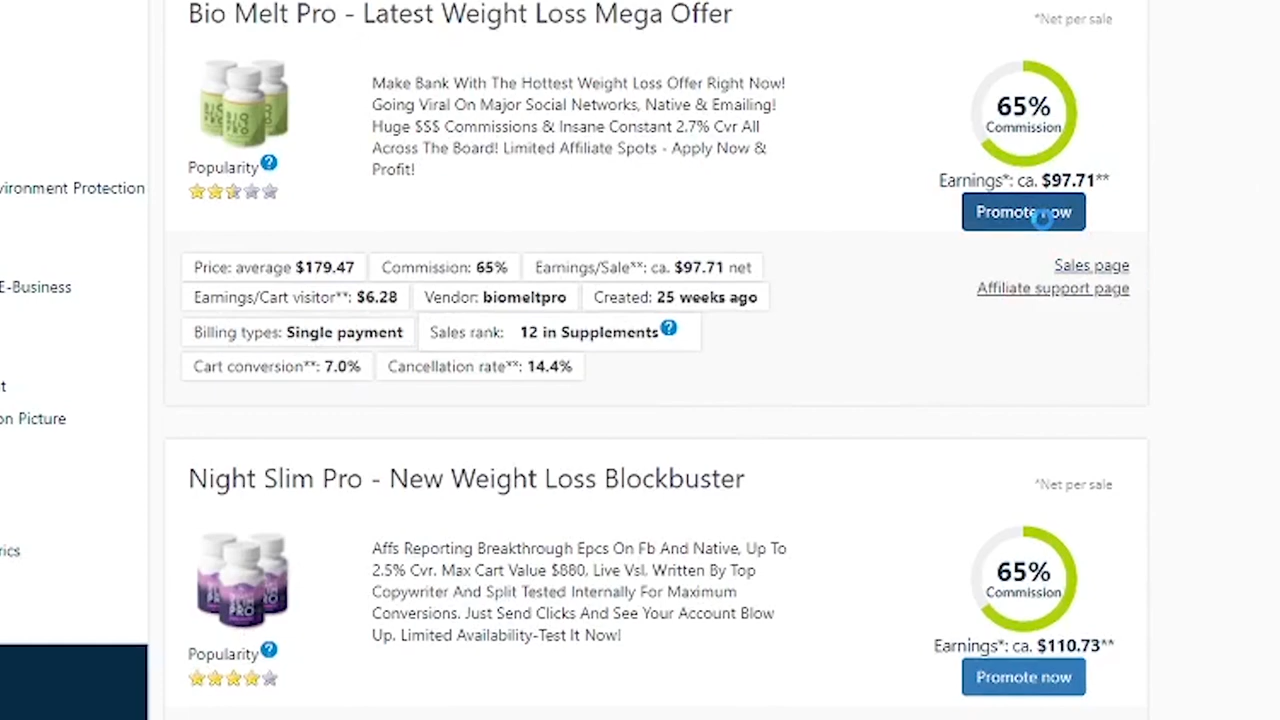 Bio Melt Pro - Latest Weight Loss Mega Offer
*Net per sale
Make Bank With The Hottest Weight Loss Offer Right Now!
Going Viral On Major Social Networks, Native & Emailing!
Huge $$$ Commissions & Insane Constant 2.7% Cvr All
Across The Board! Limited Affiliate Spots - Apply Now &
Profit!
65%
Commission
Popularity ?
Earnings*: ca. $97.71**
Promote now
vironment Protection
Price: average $179.47
Commission: 65%
Earnings/Sale**: ca. $97.71 net
Sales page
E-Business
Earnings/Cart visitor**: $6.28
Vendor: biomeltpro
Created: 25 weeks ago
Affiliate support page
Billing types: Single payment
Sales rank: 12 in Supplements ?
Cart conversion**: 7.0%
Cancellation rate**: 14.4%
t
on Picture
Night Slim Pro - New Weight Loss Blockbuster
*Net per sale
Affs Reporting Breakthrough Epcs On Fb And Native, Up To
2.5% Cvr. Max Cart Value $880, Live Vsl, Written By Top
Copywriter And Split Tested Internally For Maximum
Conversions. Just Send Clicks And See Your Account Blow
Up. Limited Availability-Test It Now!
rics
65%
Commission
Popularity ?
Earnings*: ca. $110.73**
Promote now